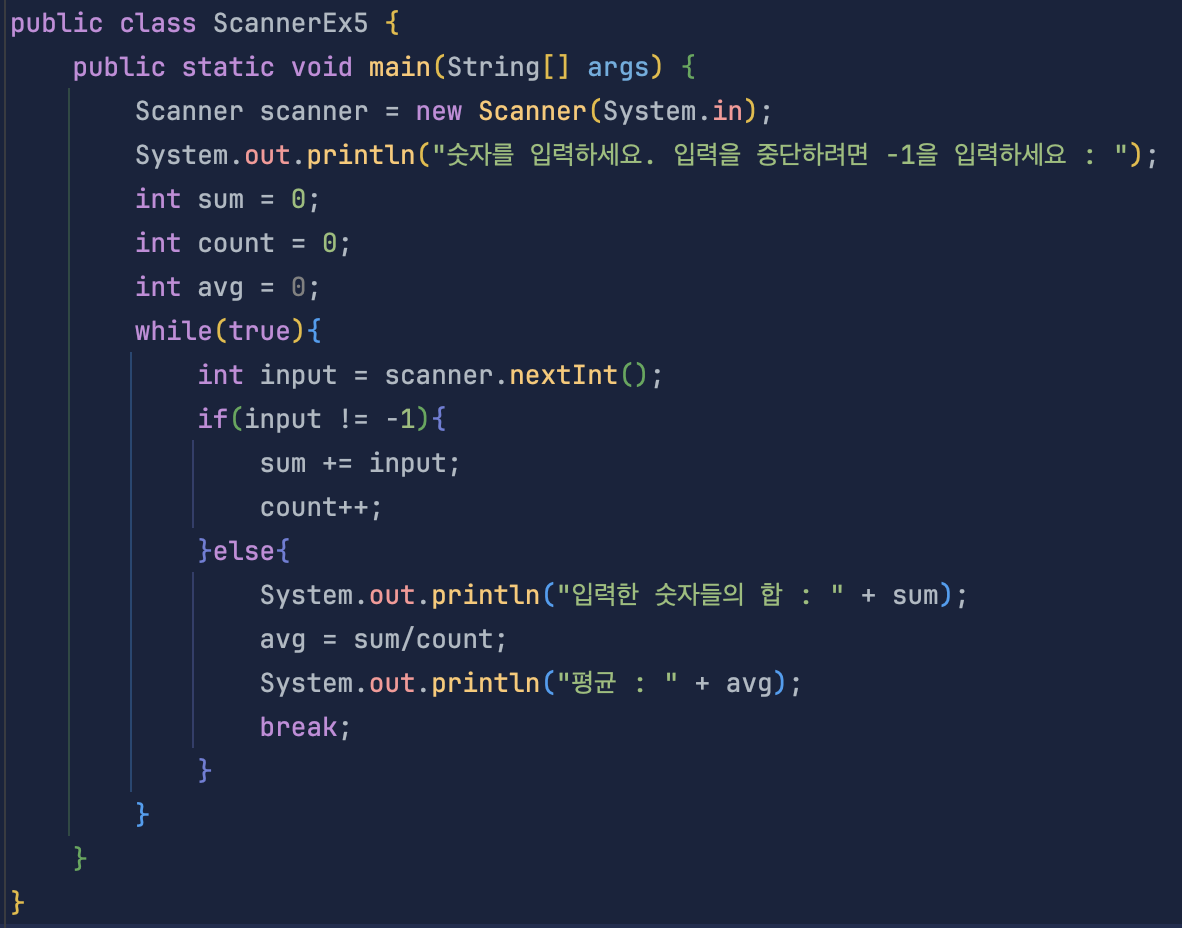 public class ScannerEx5 {
    public static void main(String[] args) {
        Scanner scanner = new Scanner(System.in);
        System.out.println("숫자를 입력하세요. 입력을 중단하려면 -1을 입력하세요 : ");
        int sum = 0;
        int count = 0;
        int avg = 0;
        while(true){
            int input = scanner.nextInt();
            if(input != -1){
                sum += input;
                count++;
            }else{
                System.out.println("입력한 숫자들의 합 : " + sum);
                avg = sum/count;
                System.out.println("평균 : " + avg);
                break;
            }
        }
    }
}